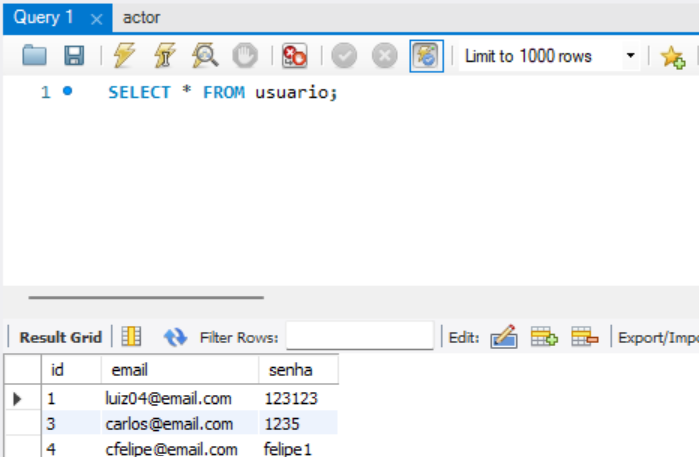 Query 1 × actor
Limit to 1000 rows
1 SELECT * FROM usuario;
Result Grid Filter Rows: Edit: Export/Impo
id email senha
1 luiz04@email.com 123123
3 carlos@email.com 1235
4 cfelipe@email.com felipe1